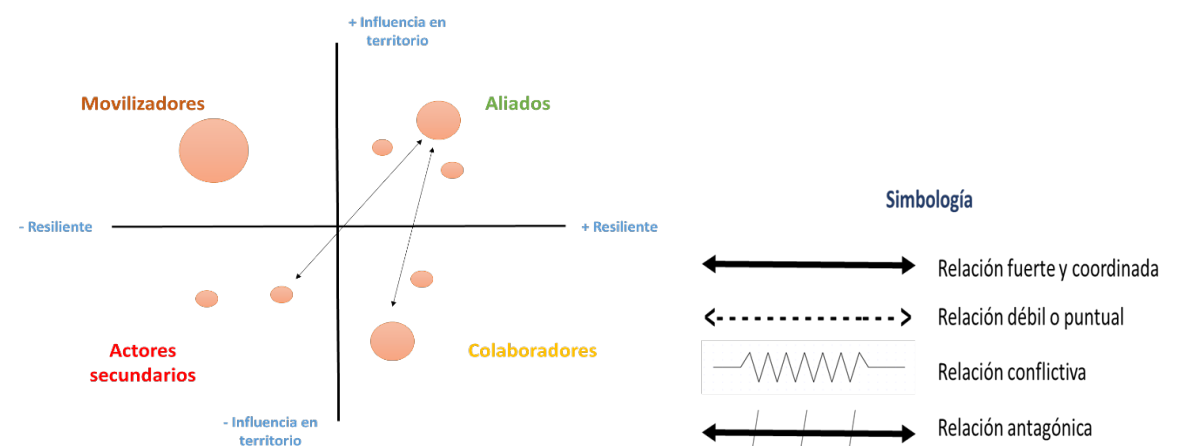 + Influencia en
territorio
Movilizadores
Aliados
- Resiliente
+ Resiliente
Actores
secundarios
Colaboradores
- Influencia en
territorio
Simbología
Relación fuerte y coordinada
Relación débil o puntual
Relación conflictiva
Relación antagónica